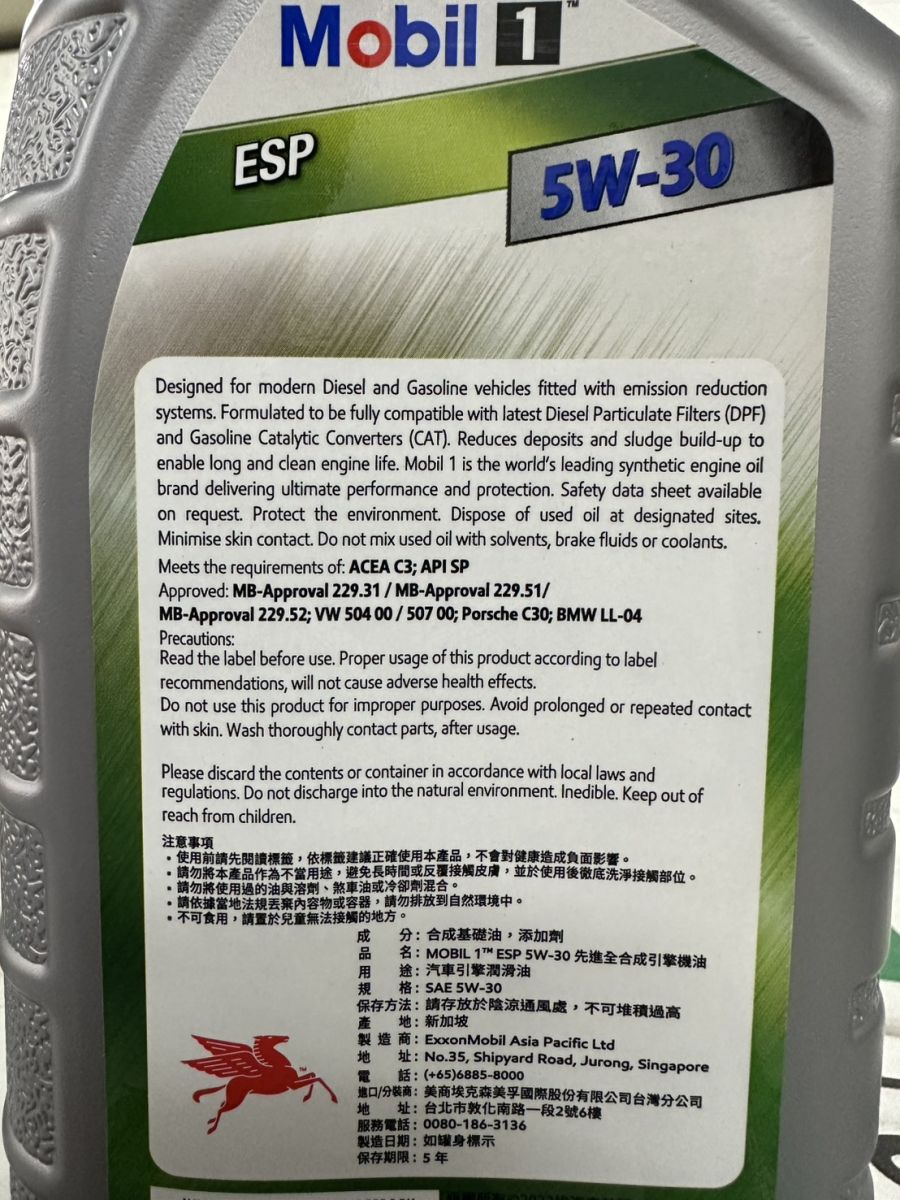 Mobil 1™
ESP
5W-30
Designed for modern Diesel and Gasoline vehicles fitted with emission reduction
systems. Formulated to be fully compatible with latest Diesel Particulate Filters (DPF)
and Gasoline Catalytic Converters (CAT). Reduces deposits and sludge build-up to
enable long and clean engine life. Mobil 1 is the world's leading synthetic engine oil
brand delivering ultimate performance and protection. Safety data sheet available
on request. Protect the environment. Dispose of used oil at designated sites.
Minimise skin contact. Do not mix used oil with solvents, brake fluids or coolants.
Meets the requirements of: ACEA C3; API SP
Approved: MB-Approval 229.31 / MB-Approval 229.51/
MB-Approval 229.52; VW 504 00 / 507 00; Porsche C30; BMW LL-04
Precautions:
Read the label before use. Proper usage of this product according to label
recommendations, will not cause adverse health effects.
Do not use this product for improper purposes. Avoid prolonged or repeated contact
with skin. Wash thoroughly contact parts, after usage.
Please discard the contents or container in accordance with local laws and
regulations. Do not discharge into the natural environment. Inedible. Keep out of
reach from children.
注意事項
• 使用前請先閱讀標籤，依標籤建議正確使用本產品，不會對健康造成負面影響。
• 請勿將本產品作為不當用途，避免長時間或反覆接觸皮膚，並於使用後徹底洗淨接觸部位。
• 請勿將使用過的油與溶劑、煞車油或冷卻劑混合。
• 請依據當地法規丟棄內容物或容器，請勿排放到自然環境中。
• 不可食用，請置於兒童無法接觸的地方。
成 分：合成基礎油，添加劑
品 名：MOBIL 1™ ESP 5W-30 先進全合成引擎機油
用 途：汽車引擎潤滑油
規 格：SAE 5W-30
保存方法：請存放於陰涼通風處，不可堆積過高
產 地：新加坡
製 造 商：ExxonMobil Asia Pacific Ltd
地 址：No.35, Shipyard Road, Jurong, Singapore
電 話：(+65)6885-8000
進口/分裝商：美商埃克森美孚國際股份有限公司台灣分公司
地 址：台北市敦化南路一段2號6樓
服務電話：0080-186-3136
製造日期：如罐身標示
保存期限：5 年